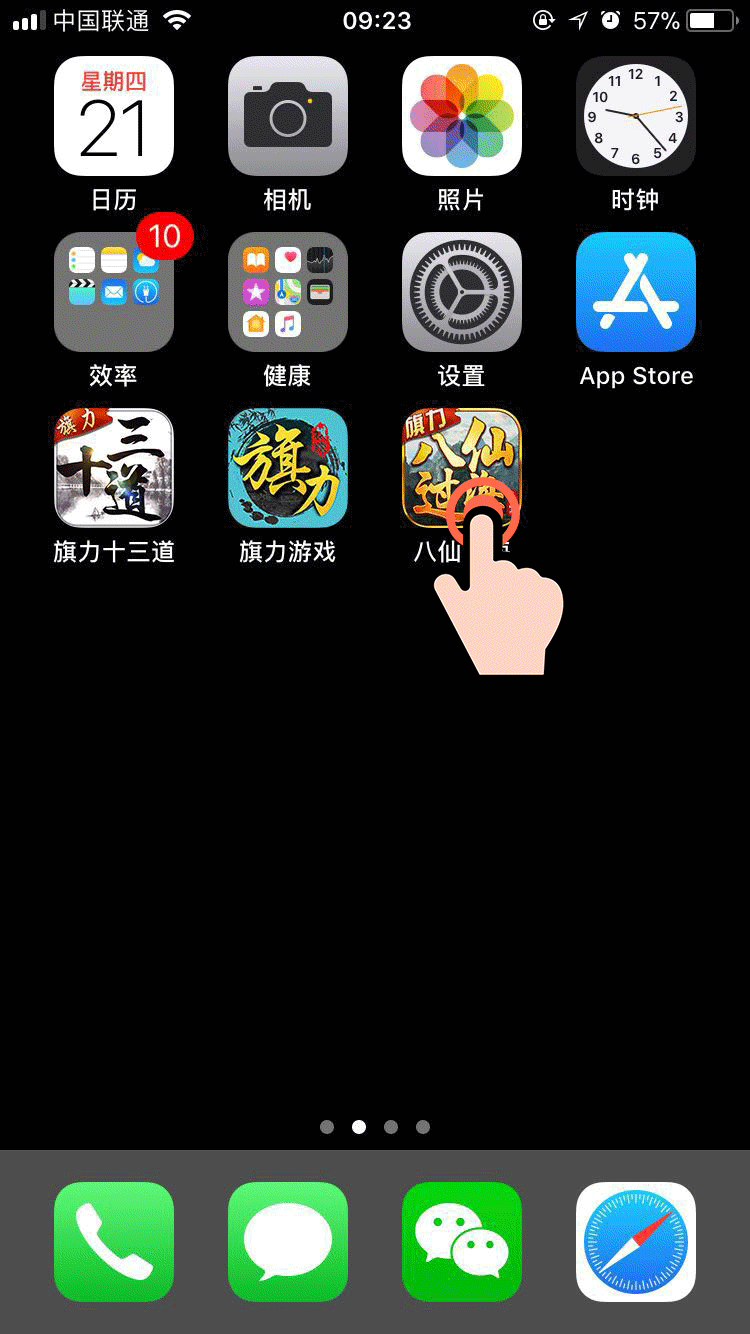 中国联通
09:23
57%
星期四
21
12
11
1
10
2
9
3
8
4
7
5
6
日历
相机
照片
时钟
10
效率
健康
设置
App Store
旗力
十三道
旗力
旗力
八仙
过
旗力十三道
旗力游戏
八仙